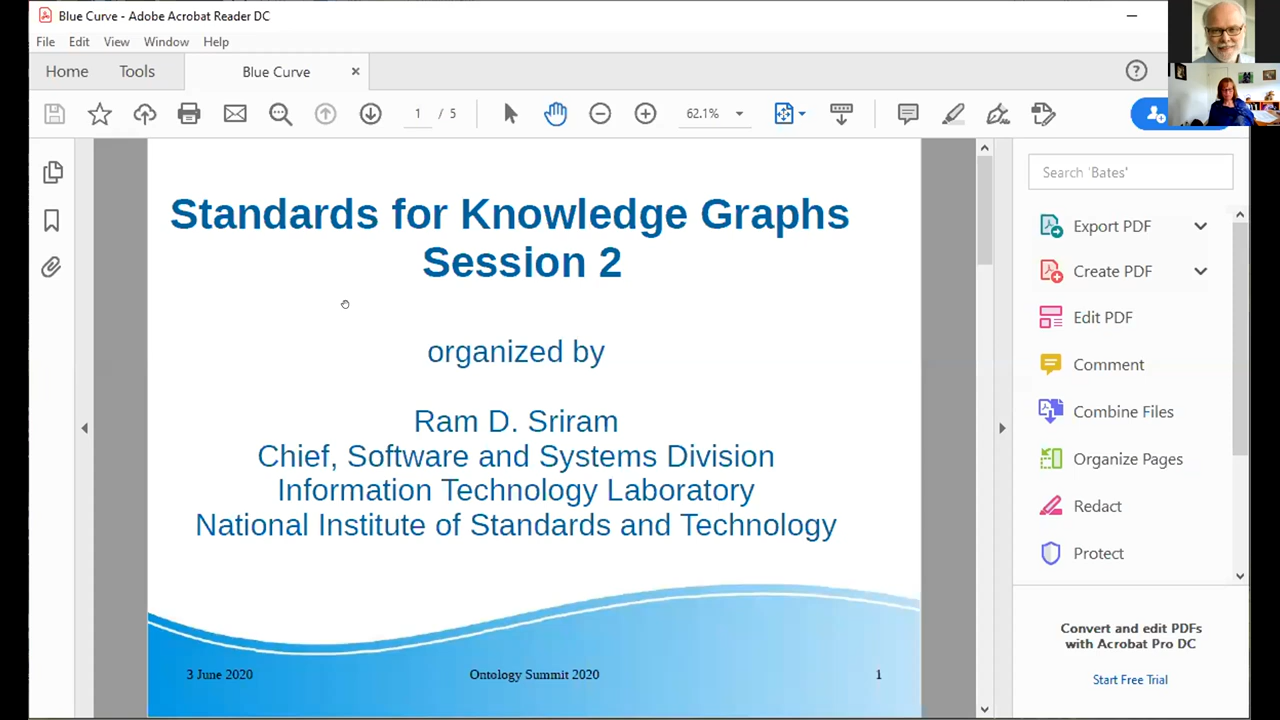 Blue Curve - Adobe Acrobat Reader DC
File Edit View Window Help
Home Tools Blue Curve
1 / 5 62.1%
Search 'Bates'
Standards for Knowledge Graphs
Session 2
organized by
Ram D. Sriram
Chief, Software and Systems Division
Information Technology Laboratory
National Institute of Standards and Technology
3 June 2020 Ontology Summit 2020 1
Export PDF
Create PDF
Edit PDF
Comment
Combine Files
Organize Pages
Redact
Protect
Convert and edit PDFs
with Acrobat Pro DC
Start Free Trial